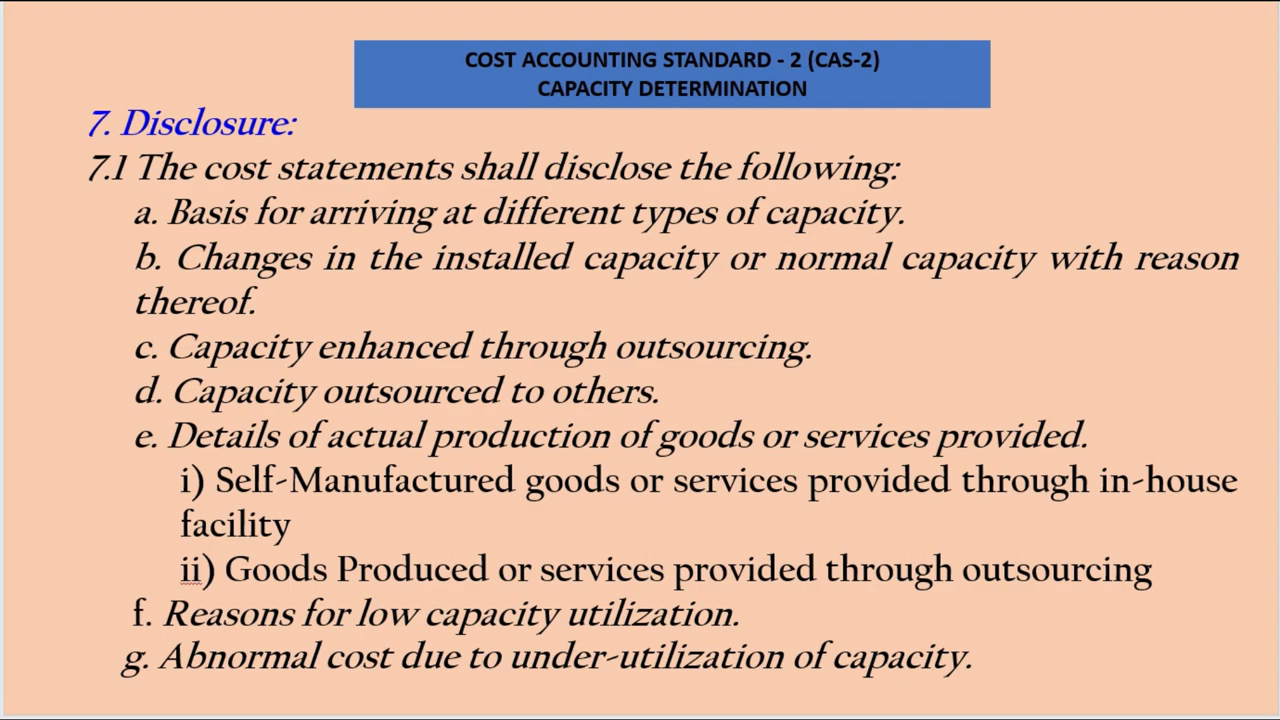 COST ACCOUNTING STANDARD - 2 (CAS-2)
CAPACITY DETERMINATION
7. Disclosure:
7.1 The cost statements shall disclose the following:
a. Basis for arriving at different types of capacity.
b. Changes in the installed capacity or normal capacity with reason
thereof.
c. Capacity enhanced through outsourcing.
d. Capacity outsourced to others.
e. Details of actual production of goods or services provided.
i) Self-Manufactured goods or services provided through in-house
facility
ii) Goods Produced or services provided through outsourcing
f. Reasons for low capacity utilization.
g. Abnormal cost due to under-utilization of capacity.